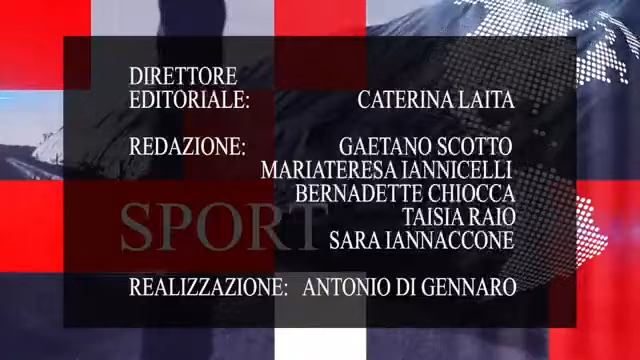 DIRETTORE
EDITORIALE: CATERINA LAITA
REDAZIONE: GAETANO SCOTTO
MARIATERESA IANNICELLI
BERNADETTE CHIOCCA
TAISIA RAIO
SPORT
SARA IANNACCONE
REALIZZAZIONE: ANTONIO DI GENNARO